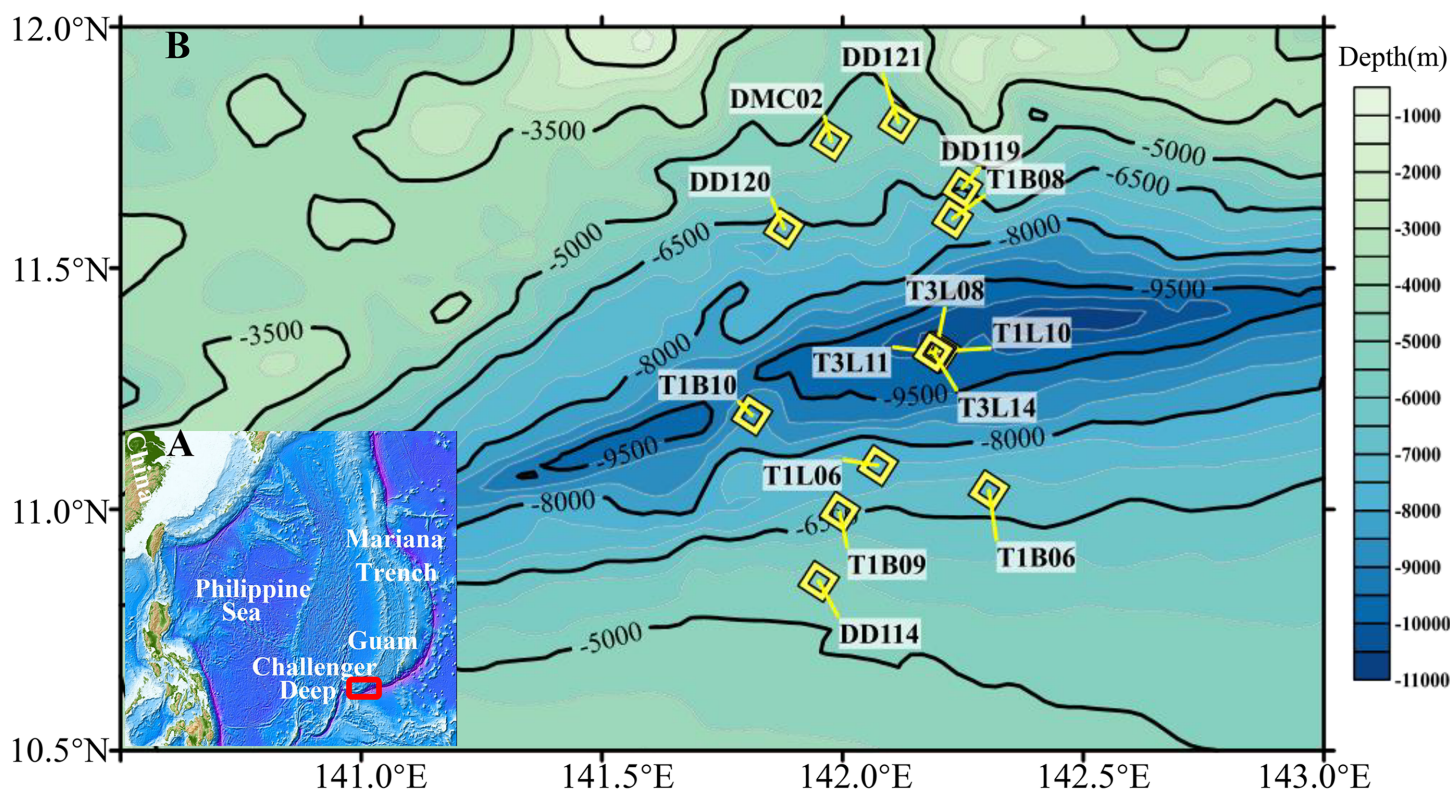 12.0°N
B
DD121
Depth(m)
DMC02
-1000
-3500
-2000
DD119
-5000
DD120
T1B08
-6500
-3000
-5000
-6500
-8000
11.5°N
-4000
T3L08
-9500
-5000
-3500
T1L10
-8000
T3L11
T1B10
-9500
T3L14
-6000
A
China
-9500
-8000
-7000
T1L06
-8000
11.0°N
-8000
Mariana
Trench
T1B09
T1B06
-9000
Philippine
Sea
-5000
DD114
-10000
Guam
Challenger
Deep
-11000
10.5°N
141.0°E
141.5°E
142.0°E
142.5°E
143.0°E